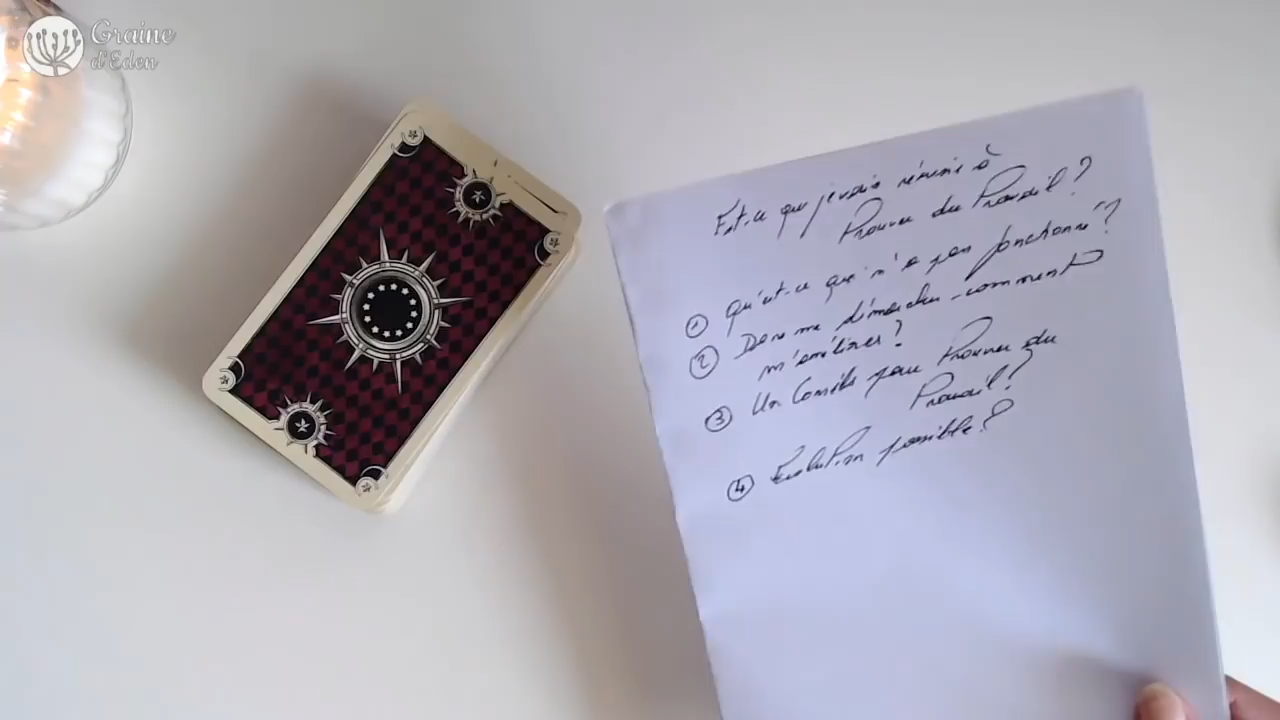 Graine
d'Eden
Est-ce que je vais réussir à
Trouver du Travail?
① Qu'est-ce qui n'a pas fonctionné?
② Dans ma démarche - comment
m'améliorer?
③ Un Conseil pour Trouver du
Travail?
④ Evolution possible?